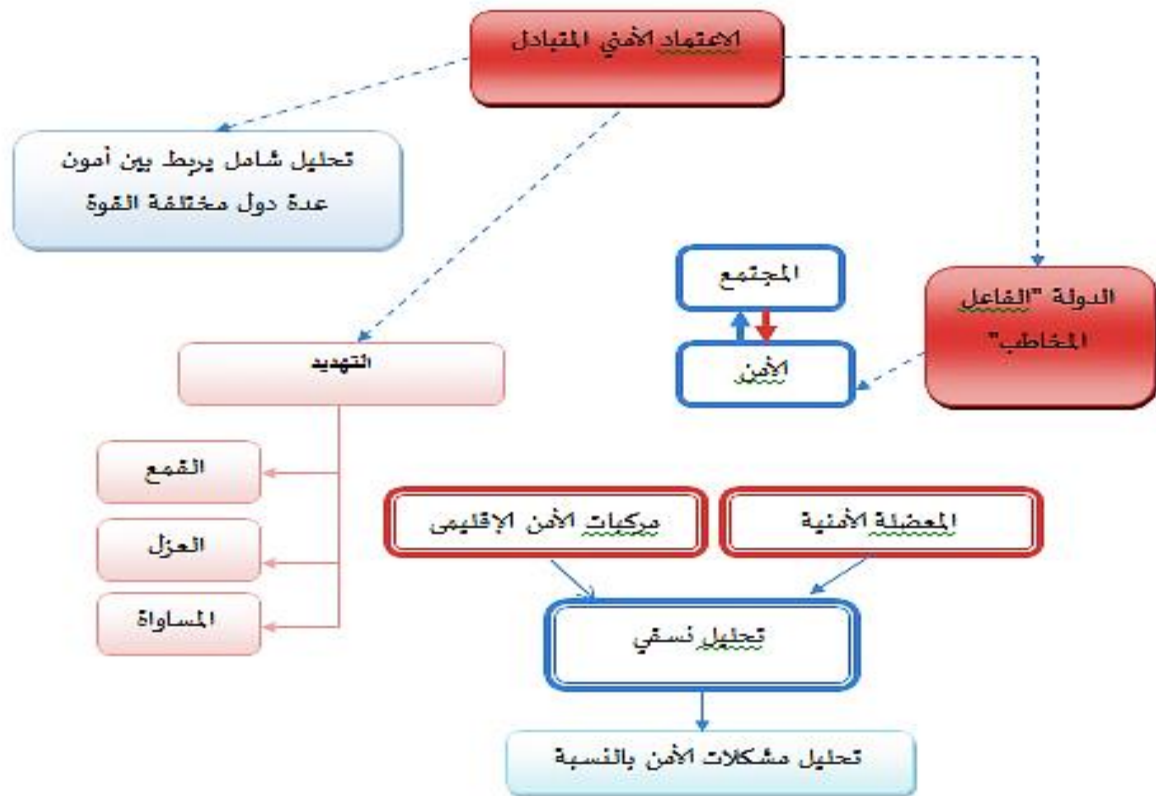 الاعتماد الأمني المتبادل
تحليل شامل يربط بين أمون
عدة دول مختلفة القوة
الدولة "الفاعل
المخاطب"
المجتمع
الأمن
التهديد
القمع
العزل
المساواة
المعضلة الأمنية
مركبات الأمن الإقليمى
تحليل نسقي
تحليل مشكلات الأمن بالنسبة